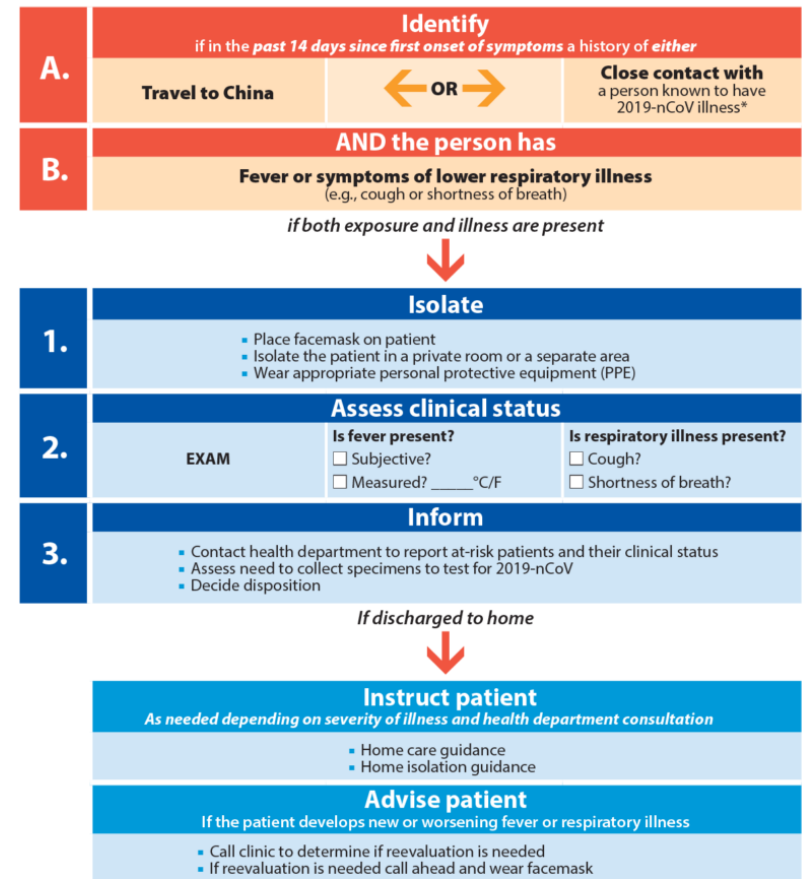 A.
Identify
if in the past 14 days since first onset of symptoms a history of either
Travel to China
OR
Close contact with
a person known to have
2019-nCoV illness*
B.
AND the person has
Fever or symptoms of lower respiratory illness
(e.g., cough or shortness of breath)
if both exposure and illness are present
1.
Isolate
Place facemask on patient
Isolate the patient in a private room or a separate area
Wear appropriate personal protective equipment (PPE)
2.
Assess clinical status
EXAM
Is fever present?
Subjective?
Measured? _____°C/F
Is respiratory illness present?
Cough?
Shortness of breath?
3.
Inform
Contact health department to report at-risk patients and their clinical status
Assess need to collect specimens to test for 2019-nCoV
Decide disposition
If discharged to home
Instruct patient
As needed depending on severity of illness and health department consultation
Home care guidance
Home isolation guidance
Advise patient
If the patient develops new or worsening fever or respiratory illness
Call clinic to determine if reevaluation is needed
If reevaluation is needed call ahead and wear facemask